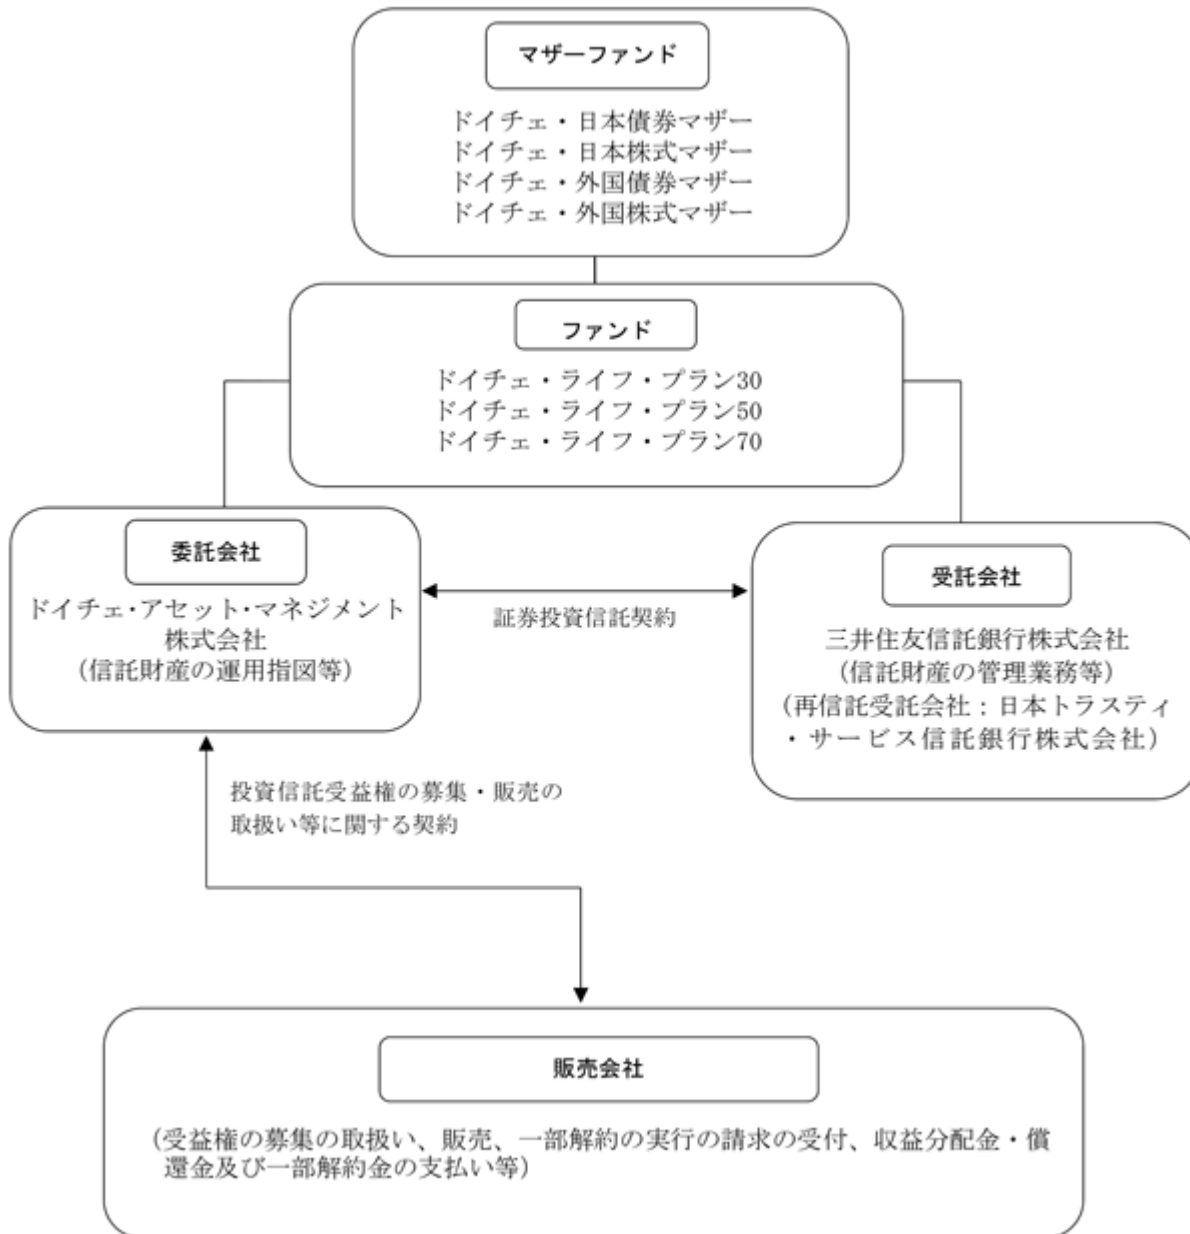 マザーファンド
ドイチェ・日本債券マザー
ドイチェ・日本株式マザー
ドイチェ・外国債券マザー
ドイチェ・外国株式マザー
ファンド
ドイチェ・ライフ・プラン30
ドイチェ・ライフ・プラン50
ドイチェ・ライフ・プラン70
委託会社
ドイチェ・アセット・マネジメント
株式会社
(信託財産の運用指図等)
証券投資信託契約
受託会社
三井住友信託銀行株式会社
(信託財産の管理業務等)
(再信託受託会社：日本トラスティ
・サービス信託銀行株式会社)
投資信託受益権の募集・販売の
取扱い等に関する契約
販売会社
(受益権の募集の取扱い、販売、一部解約の実行の請求の受付、収益分配金・償
還金及び一部解約金の支払い等)